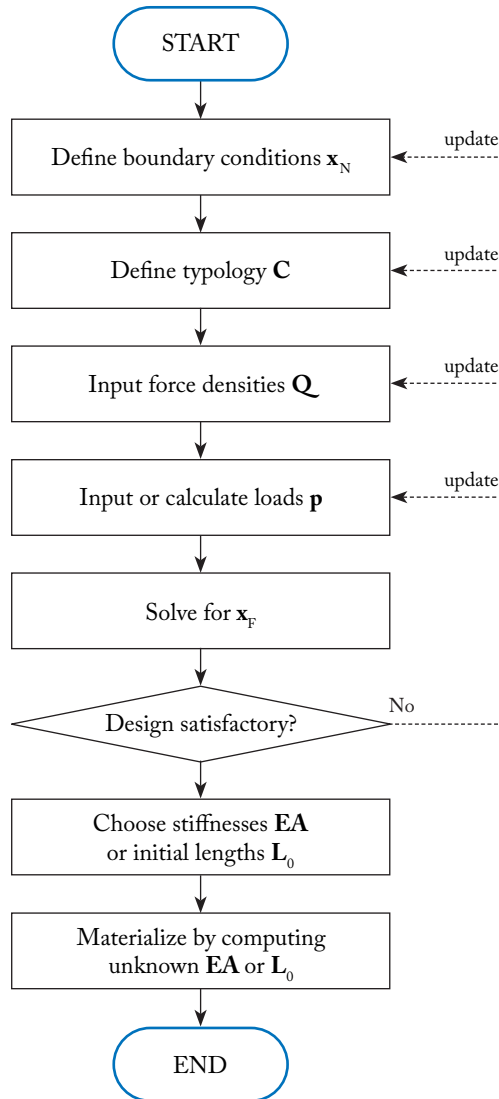 START
Define boundary conditions x_N
update
Define typology C
update
Input force densities Q
update
Input or calculate loads p
update
Solve for x_F
Design satisfactory?
No
Choose stiffnesses EA
or initial lengths L_0
Materialize by computing
unknown EA or L_0
END